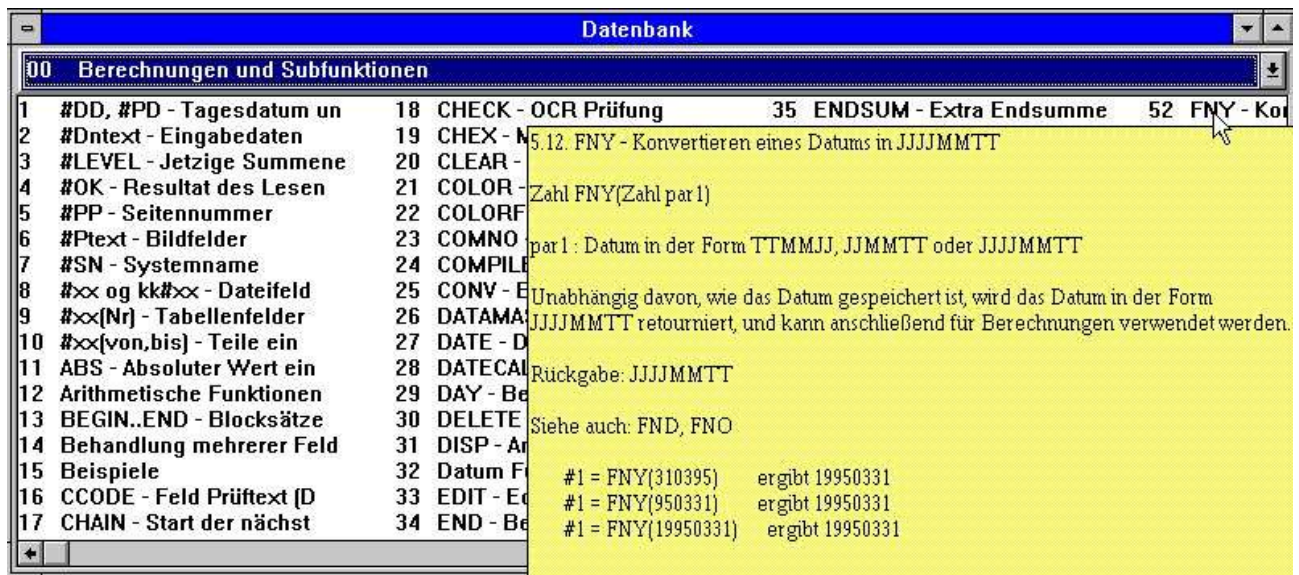 Datenbank
00 Berechnungen und Subfunktionen
1 #DD, #PD - Tagesdatum un
2 #Dntext - Eingabedaten
3 #LEVEL - Jetzige Summene
4 #OK - Resultat des Lesen
5 #PP - Seitennummer
6 #Ptext - Bildfelder
7 #SN - Systemname
8 #xx og kk#xx - Dateifeld
9 #xx(Nr) - Tabellenfelder
10 #xx(von,bis) - Teile ein
11 ABS - Absoluter Wert ein
12 Arithmetische Funktionen
13 BEGIN..END - Blocksätze
14 Behandlung mehrerer Feld
15 Beispiele
16 CCODE - Feld Prüftext (D
17 CHAIN - Start der nächst
18 CHECK - OCR Prüfung
19 CHEX - M
20 CLEAR -
21 COLOR -
22 COLORF
23 COMNO
24 COMPILE
25 CONV - E
26 DATAMA
27 DATE - D
28 DATECAL
29 DAY - Be
30 DELETE
31 DISP - Ar
32 Datum F
33 EDIT - Ed
34 END - Be
35 ENDSUM - Extra Endsumme
52 FNY - Kon
5.12. FNY - Konvertieren eines Datums in JJJJMMTT
Zahl FNY(Zahl par1)
par1 : Datum in der Form TTMMJJ, JJMMTT oder JJJJMMTT
Unabhängig davon, wie das Datum gespeichert ist, wird das Datum in der Form
JJJJMMTT retourniert, und kann anschließend für Berechnungen verwendet werden.
Rückgabe: JJJJMMTT
Siehe auch: FND, FNO
#1 = FNY(310395) ergibt 19950331
#1 = FNY(950331) ergibt 19950331
#1 = FNY(19950331) ergibt 19950331